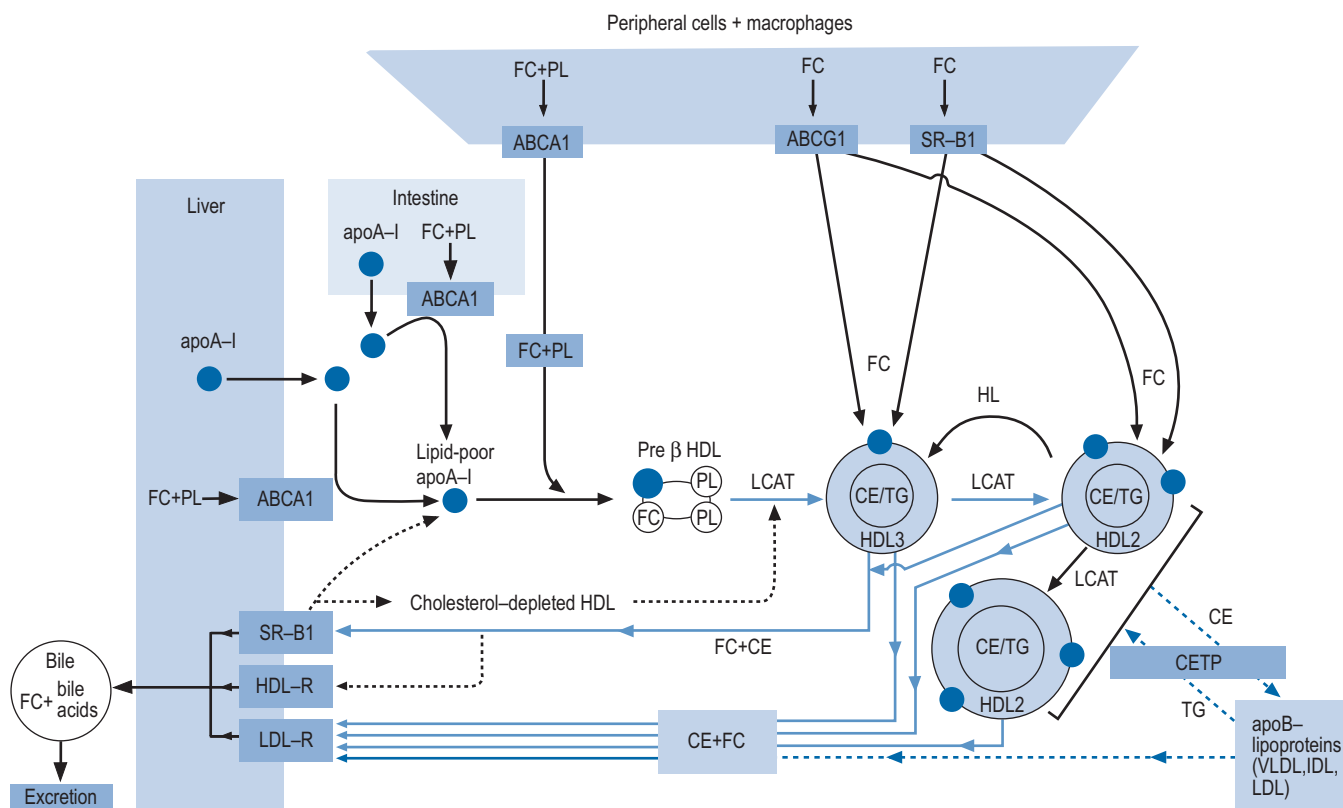 Peripheral cells + macrophages
FC+PL
FC
FC
ABCA1
ABCG1
SR–B1
Liver
Intestine
apoA–I
FC+PL
ABCA1
apoA–I
FC+PL
FC
FC
HL
Lipid-poor
apoA–I
Pre β HDL
PL
FC
PL
LCAT
CE/TG
HDL3
LCAT
CE/TG
HDL2
FC+PL
ABCA1
LCAT
Cholesterol–depleted HDL
SR–B1
FC+CE
CE/TG
HDL2
CE
CETP
TG
Bile
FC+ bile
acids
HDL–R
LDL–R
CE+FC
apoB–
lipoproteins
(VLDL,IDL,
LDL)
Excretion